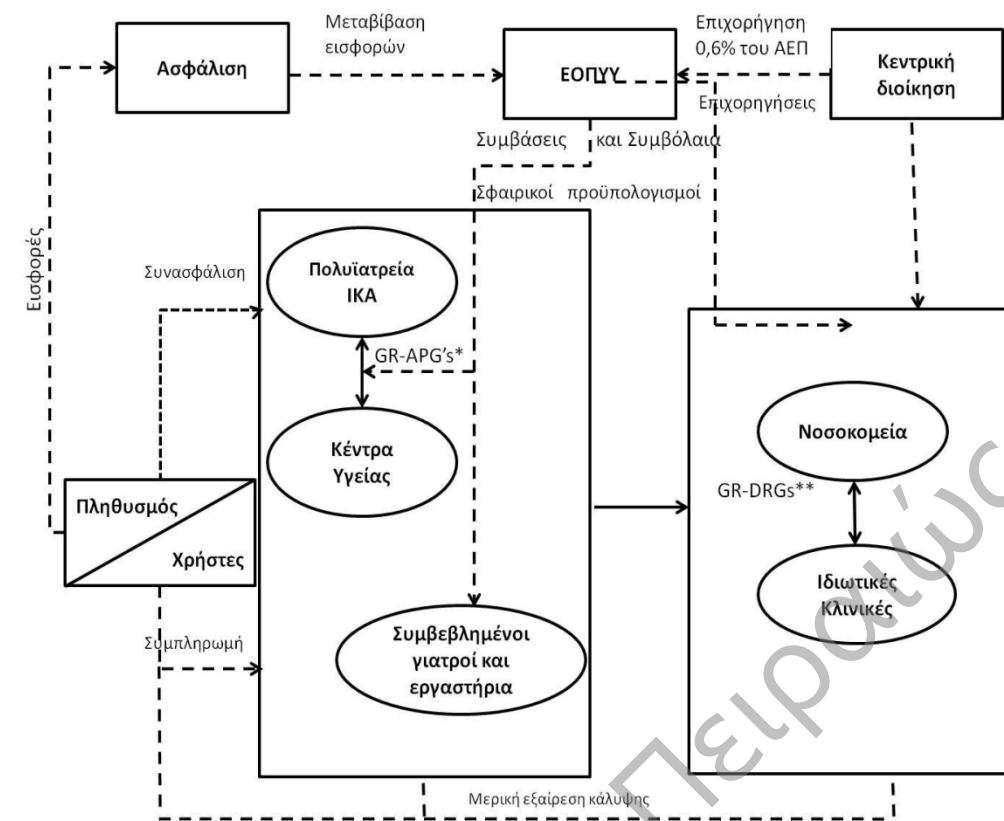 Μεταβίβαση
εισφορών
Επιχορήγηση
0,6% του ΑΕΠ
Ασφάλιση
ΕΟΠΥΥ
Κεντρική
διοίκηση
Επιχορηγήσεις
Συμβάσεις και Συμβόλαια
Σφαιρικοί προϋπολογισμοί
Εισφορές
Συνασφάλιση
Πολυϊατρεία
ΙΚΑ
GR-APG's*
Κέντρα
Υγείας
Νοσοκομεία
GR-DRGs**
Πληθυσμός
Χρήστες
Ιδιωτικές
Κλινικές
Συμπληρωμή
Συμβεβλημένοι
γιατροί και
εργαστήρια
Μερική εξαίρεση κάλυψης
Πειραιώς